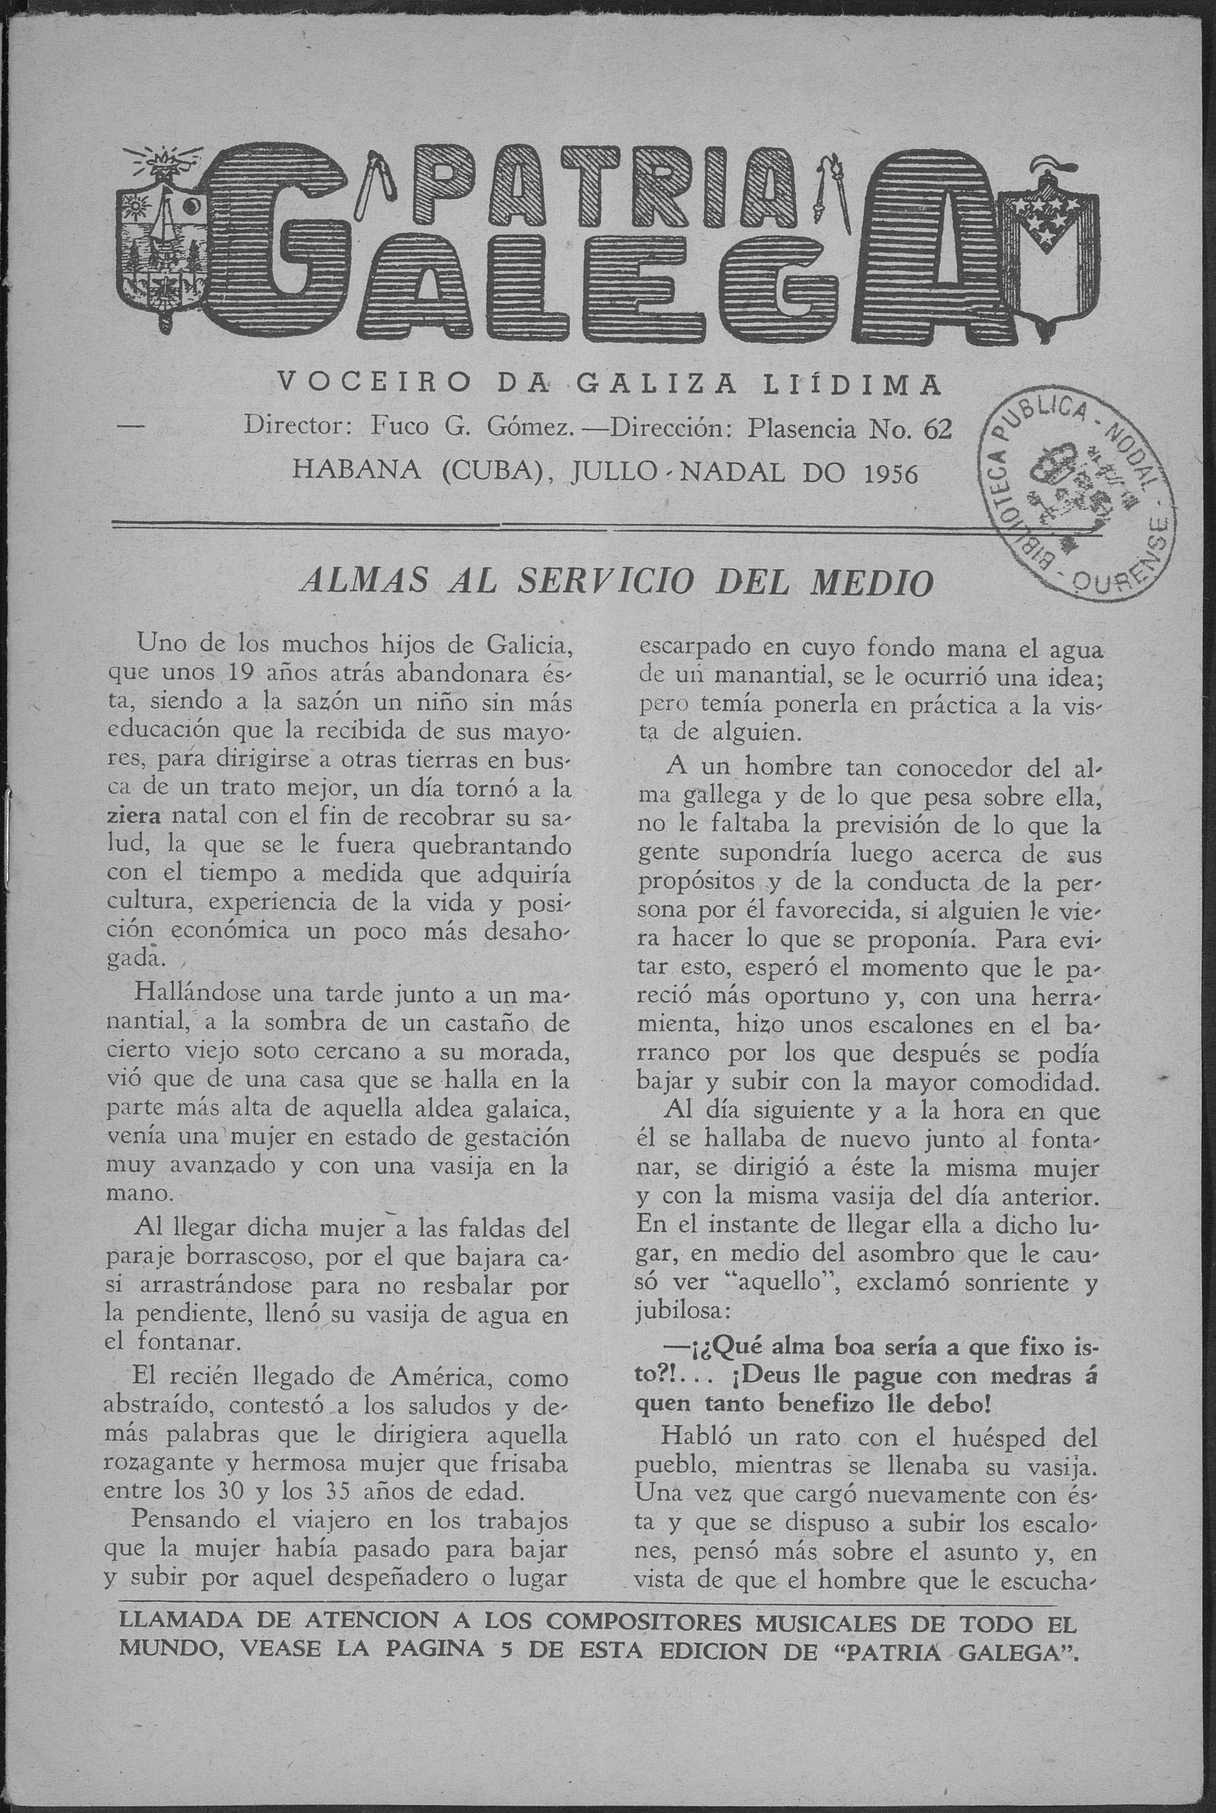 PATRIA
GALEGA
VOCEIRO DA GALIZA LIÍDIMA
Director: Fuco G. Gómez.—Dirección: Plasencia No. 62
HABANA (CUBA), JULLO-NADAL DO 1956
BIBLIOTECA PUBLICA - NODAL - OURENSE -
ALMAS AL SERVICIO DEL MEDIO
Uno de los muchos hijos de Galicia,
que unos 19 años atrás abandonara és-
ta, siendo a la sazón un niño sin más
educación que la recibida de sus mayo-
res, para dirigirse a otras tierras en bus-
ca de un trato mejor, un día tornó a la
ziera natal con el fin de recobrar su sa-
lud, la que se le fuera quebrantando
con el tiempo a medida que adquiría
cultura, experiencia de la vida y posi-
ción económica un poco más desaho-
gada.
Hallándose una tarde junto a un ma-
nantial, a la sombra de un castaño de
cierto viejo soto cercano a su morada,
vió que de una casa que se halla en la
parte más alta de aquella aldea galaica,
venía una mujer en estado de gestación
muy avanzado y con una vasija en la
mano.
Al llegar dicha mujer a las faldas del
paraje borrascoso, por el que bajara ca-
si arrastrándose para no resbalar por
la pendiente, llenó su vasija de agua en
el fontanar.
El recién llegado de América, como
abstraído, contestó a los saludos y de-
más palabras que le dirigiera aquella
rozagante y hermosa mujer que frisaba
entre los 30 y los 35 años de edad.
Pensando el viajero en los trabajos
que la mujer había pasado para bajar
y subir por aquel despeñadero o lugar
escarpado en cuyo fondo mana el agua
de un manantial, se le ocurrió una idea;
pero temía ponerla en práctica a la vis-
ta de alguien.
A un hombre tan conocedor del al-
ma gallega y de lo que pesa sobre ella,
no le faltaba la previsión de lo que la
gente supondría luego acerca de sus
propósitos y de la conducta de la per-
sona por él favorecida, si alguien le vie-
ra hacer lo que se proponía. Para evi-
tar esto, esperó el momento que le pa-
reció más oportuno y, con una herra-
mienta, hizo unos escalones en el ba-
rranco por los que después se podía
bajar y subir con la mayor comodidad.
Al día siguiente y a la hora en que
él se hallaba de nuevo junto al fonta-
nar, se dirigió a éste la misma mujer
y con la misma vasija del día anterior.
En el instante de llegar ella a dicho lu-
gar, en medio del asombro que le cau-
só ver “aquello”, exclamó sonriente y
jubilosa:
—¡¿Qué alma boa sería a que fixo is-
to?!... ¡Deus lle pague con medras á
quen tanto benefizo lle debo!
Habló un rato con el huésped del
pueblo, mientras se llenaba su vasija.
Una vez que cargó nuevamente con és-
ta y que se dispuso a subir los escalo-
nes, pensó más sobre el asunto y, en
vista de que el hombre que le escucha-
LLAMADA DE ATENCION A LOS COMPOSITORES MUSICALES DE TODO EL
MUNDO, VEASE LA PAGINA 5 DE ESTA EDICION DE “PATRIA GALEGA”.